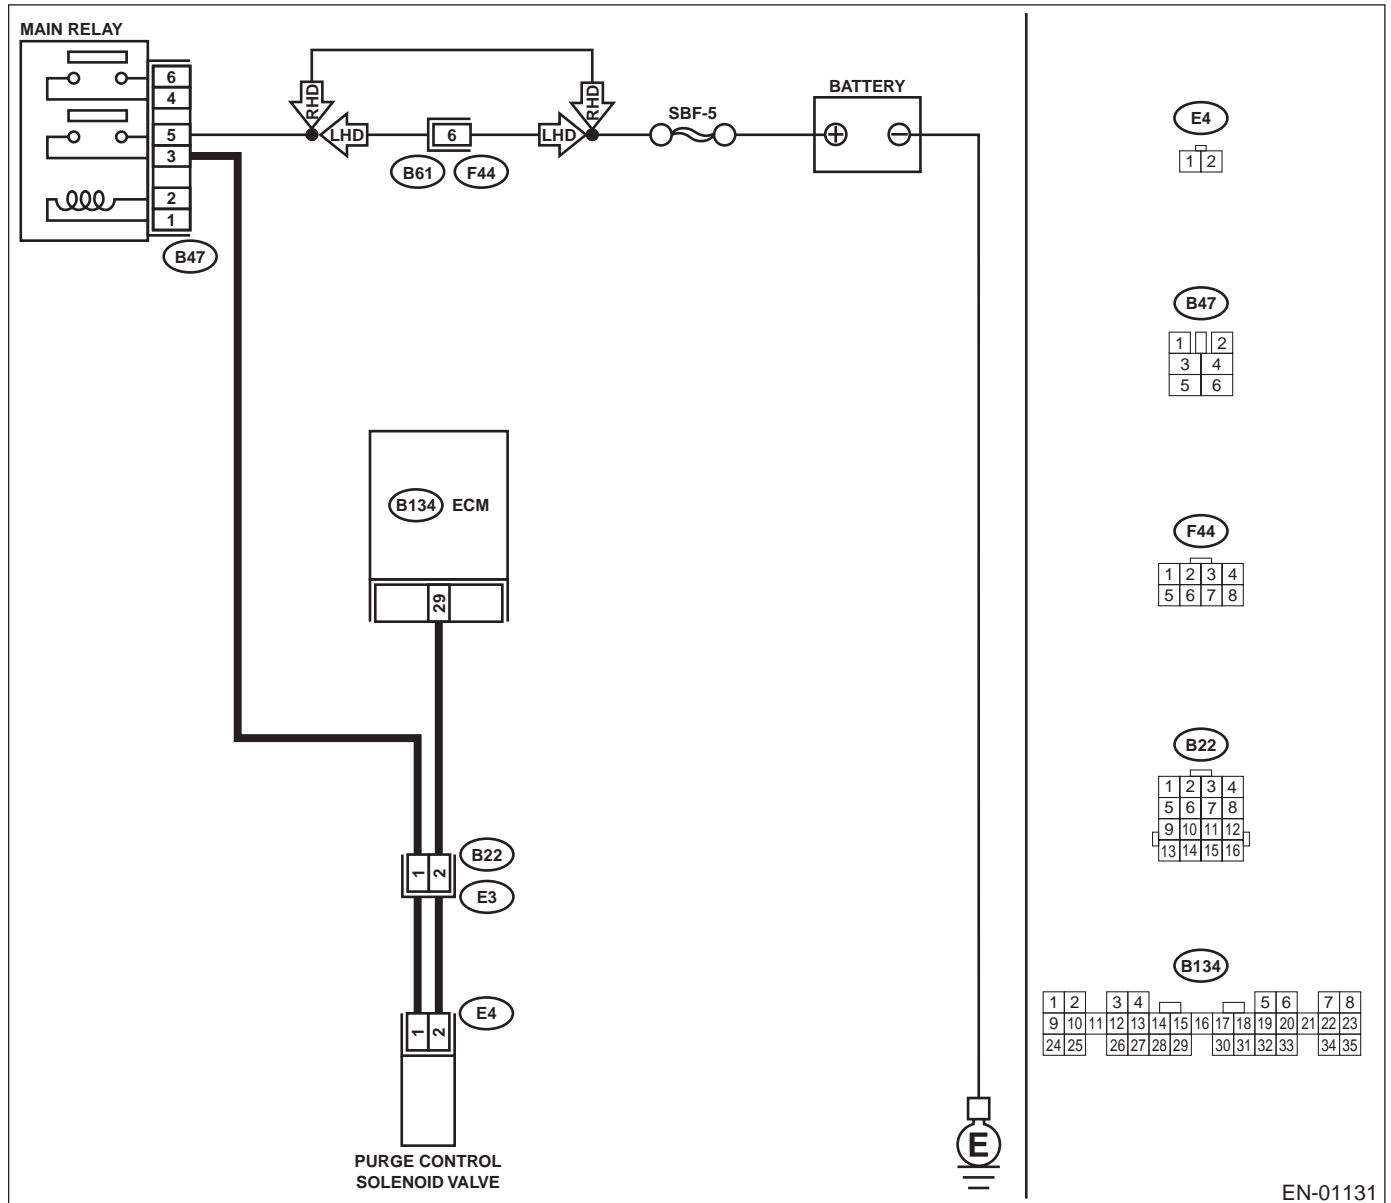 MAIN RELAY
6
4
5
3
2
1
B47
RHD
LHD
6
B61
F44
LHD
RHD
SBF-5
BATTERY
+
−
B134 ECM
29
1 2
B22
E3
1 2
E4
PURGE CONTROL
SOLENOID VALVE
E
E4
1 2
B47
1 2
3 4
5 6
F44
1 2 3 4
5 6 7 8
B22
1 2 3 4
5 6 7 8
9 10 11 12
13 14 15 16
B134
1 2 3 4 5 6 7 8
9 10 11 12 13 14 15 16 17 18 19 20 21 22 23
24 25 26 27 28 29 30 31 32 33 34 35
EN-01131